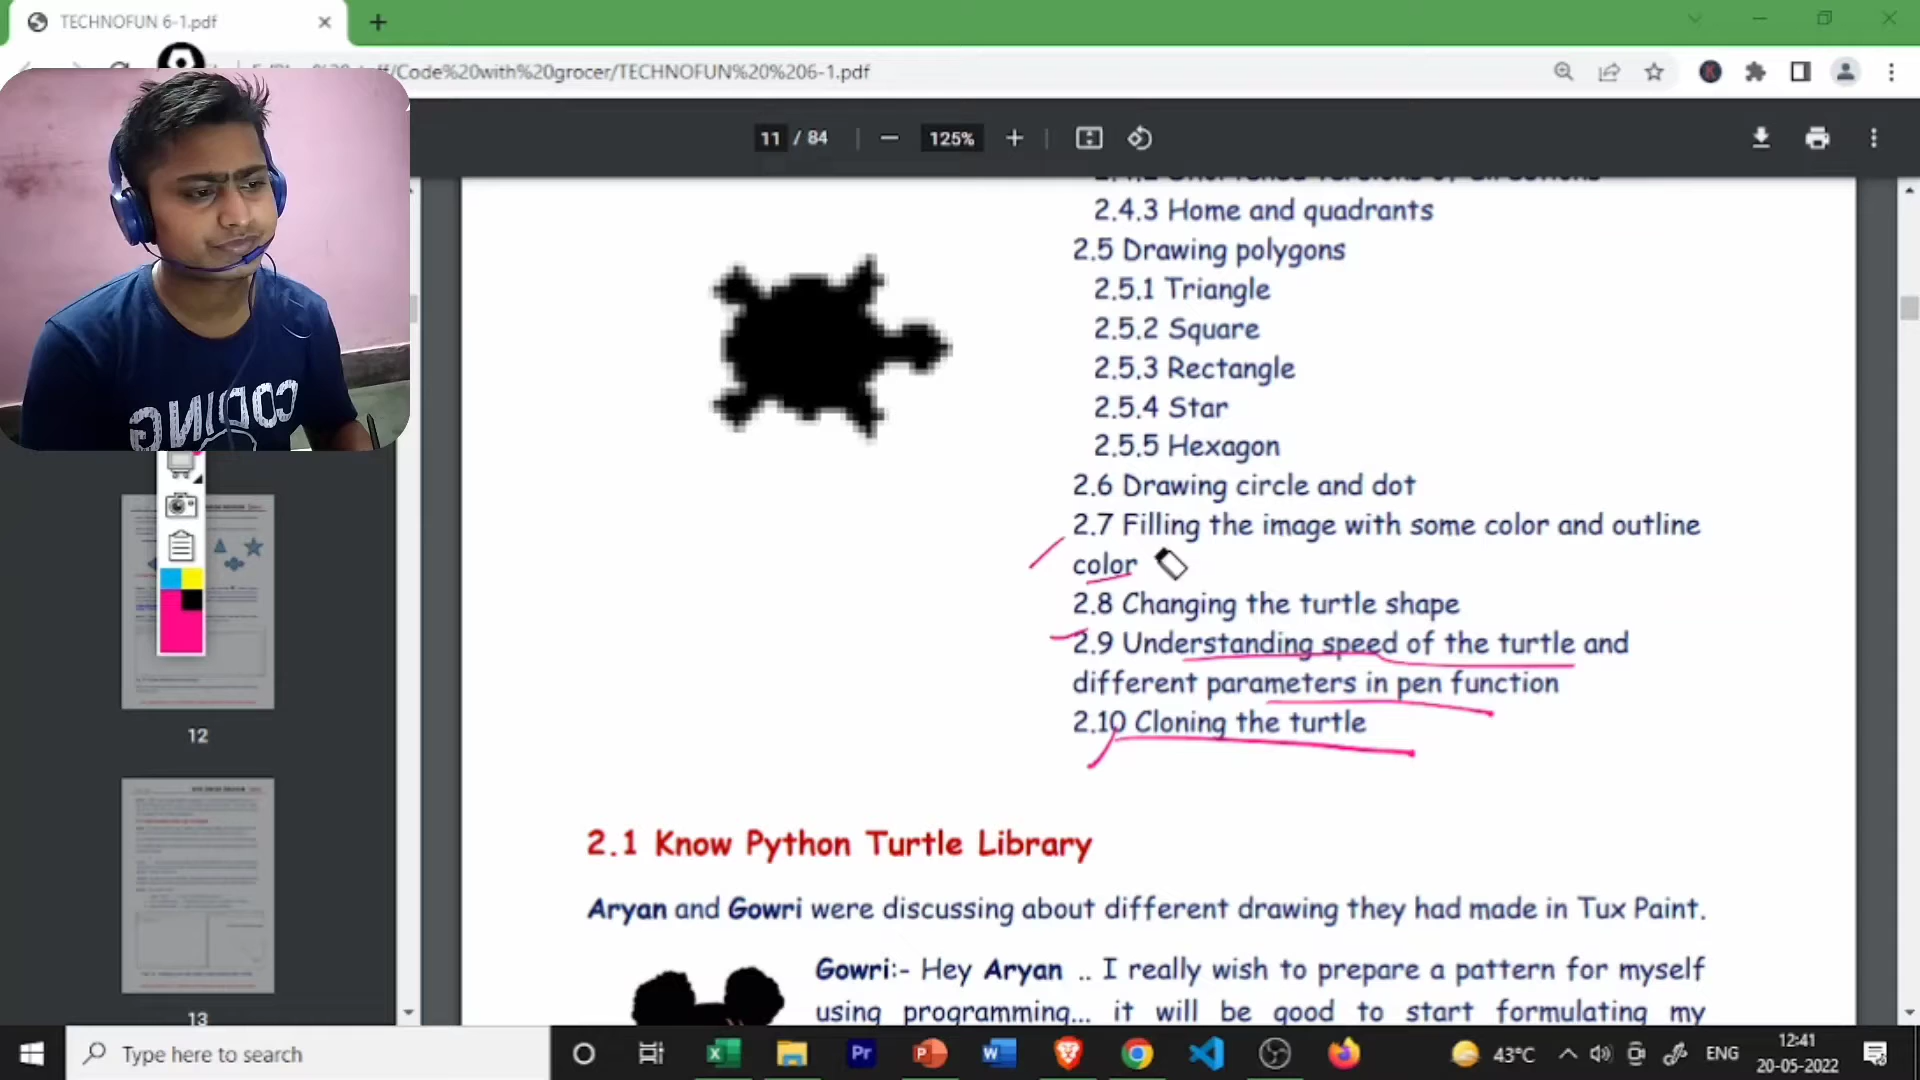 TECHNOFUN 6-1.pdf
/Code%20with%20grocer/TECHNOFUN%20%206-1.pdf
11 / 84
125%
2.4.3 Home and quadrants
2.5 Drawing polygons
2.5.1 Triangle
2.5.2 Square
2.5.3 Rectangle
2.5.4 Star
2.5.5 Hexagon
2.6 Drawing circle and dot
2.7 Filling the image with some color and outline
color
2.8 Changing the turtle shape
2.9 Understanding speed of the turtle and
different parameters in pen function
2.10 Cloning the turtle
CODING
12
13
2.1 Know Python Turtle Library
Aryan and Gowri were discussing about different drawing they had made in Tux Paint.
Gowri:- Hey Aryan .. I really wish to prepare a pattern for myself
using programming... it will be good to start formulating my
Type here to search
Pr
43°C
ENG
12:41
20-05-2022